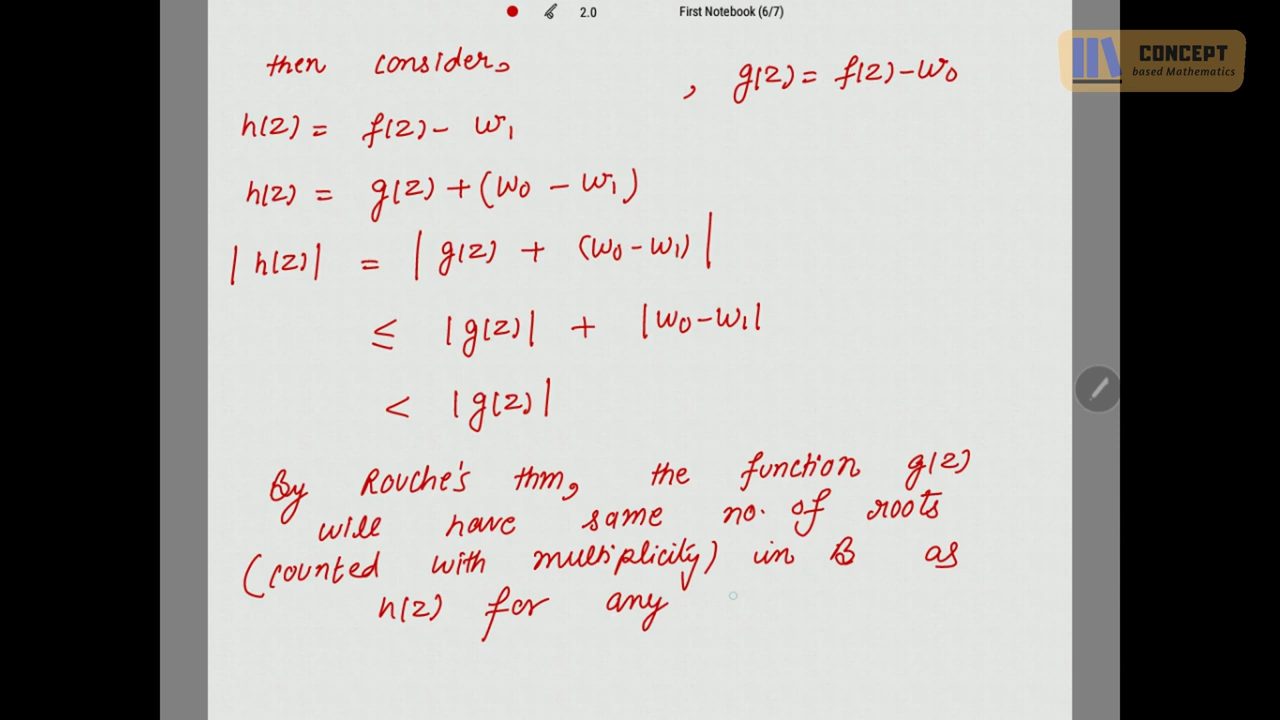 2.0 First Notebook (6/7)
CONCEPT
based Mathematics
then consider,
, g(z) = f(z) - w₀
h(z) = f(z) - w₁
h(z) = g(z) + (w₀ - w₁)
|h(z)| = |g(z) + (w₀ - w₁)|
≤ |g(z)| + |w₀ - w₁|
< |g(z)|
By Rouche's thm, the function g(z)
will have same no. of roots
(counted with multiplicity) in B as
h(z) for any